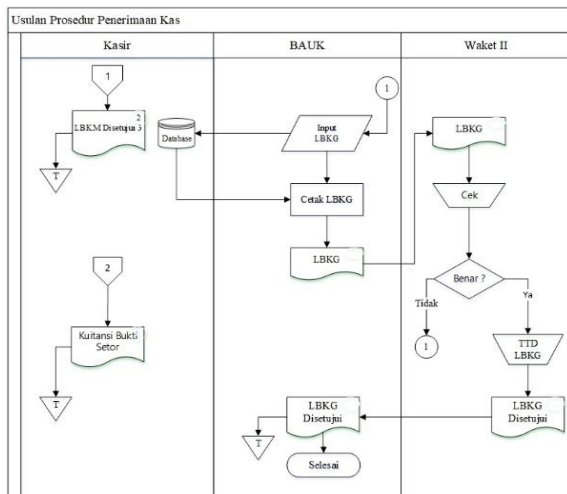 Usulan Prosedur Penerimaan Kas
Kasir
BAUK
Waket II
1
2
LBKM Disetujui 3
T
Database
Input
LBKG
1
Cetak LBKG
LBKG
LBKG
Cek
Benar ?
Tidak
Ya
1
TTD
LBKG
2
Kuitansi Bukti
Setor
T
LBKG
Disetujui
T
Selesai
LBKG
Disetujui